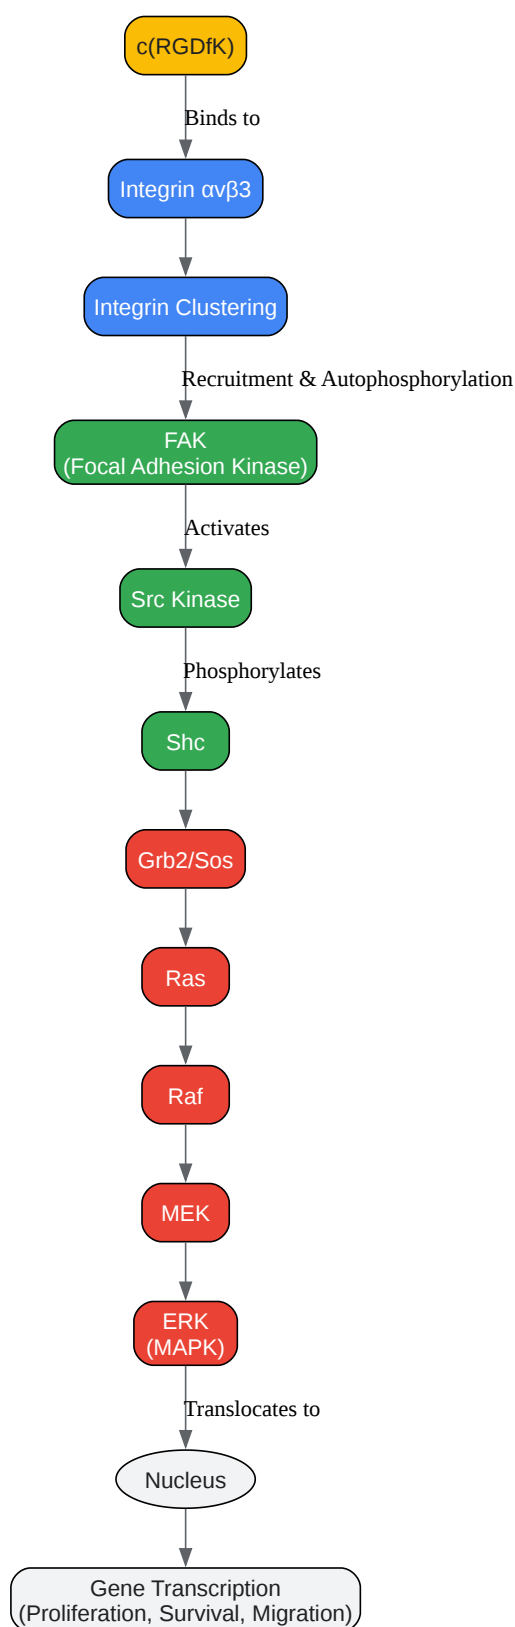 c(RGDfK)
Binds to
Integrin αvβ3
Integrin Clustering
Recruitment & Autophosphorylation
FAK
(Focal Adhesion Kinase)
Activates
Src Kinase
Phosphorylates
Shc
Grb2/Sos
Ras
Raf
MEK
ERK
(MAPK)
Translocates to
Nucleus
Gene Transcription
(Proliferation, Survival, Migration)